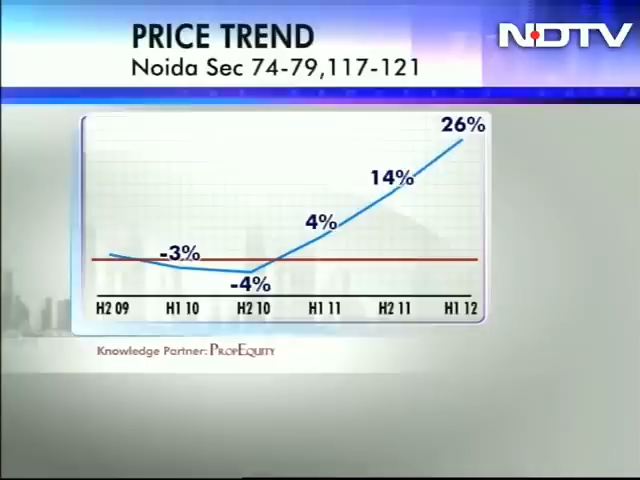 PRICE TREND
NDTV
Noida Sec 74-79,117-121
26%
14%
4%
-3%
-4%
H2 09 H1 10 H2 10 H1 11 H2 11 H1 12
Knowledge Partner: PROPEQUITY